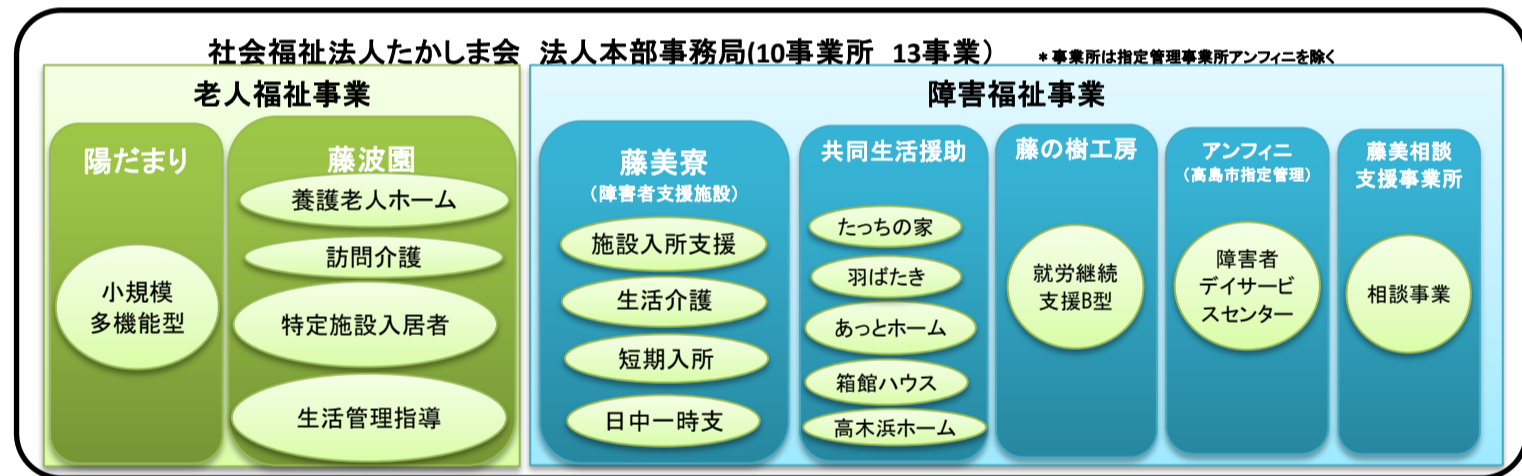 社会福祉法人たかしま会　法人本部事務局(10事業所　13事業）　＊事業所は指定管理事業所アンフィニを除く
老人福祉事業
陽だまり
小規模
多機能型
藤波園
養護老人ホーム
訪問介護
特定施設入居者
生活管理指導
障害福祉事業
藤美寮
（障害者支援施設）
施設入所支援
生活介護
短期入所
日中一時支
共同生活援助
たっちの家
羽ばたき
あっとホーム
箱館ハウス
高木浜ホーム
藤の樹工房
就労継続
支援B型
アンフィニ
（高島市指定管理）
障害者
デイサービ
スセンター
藤美相談
支援事業所
相談事業